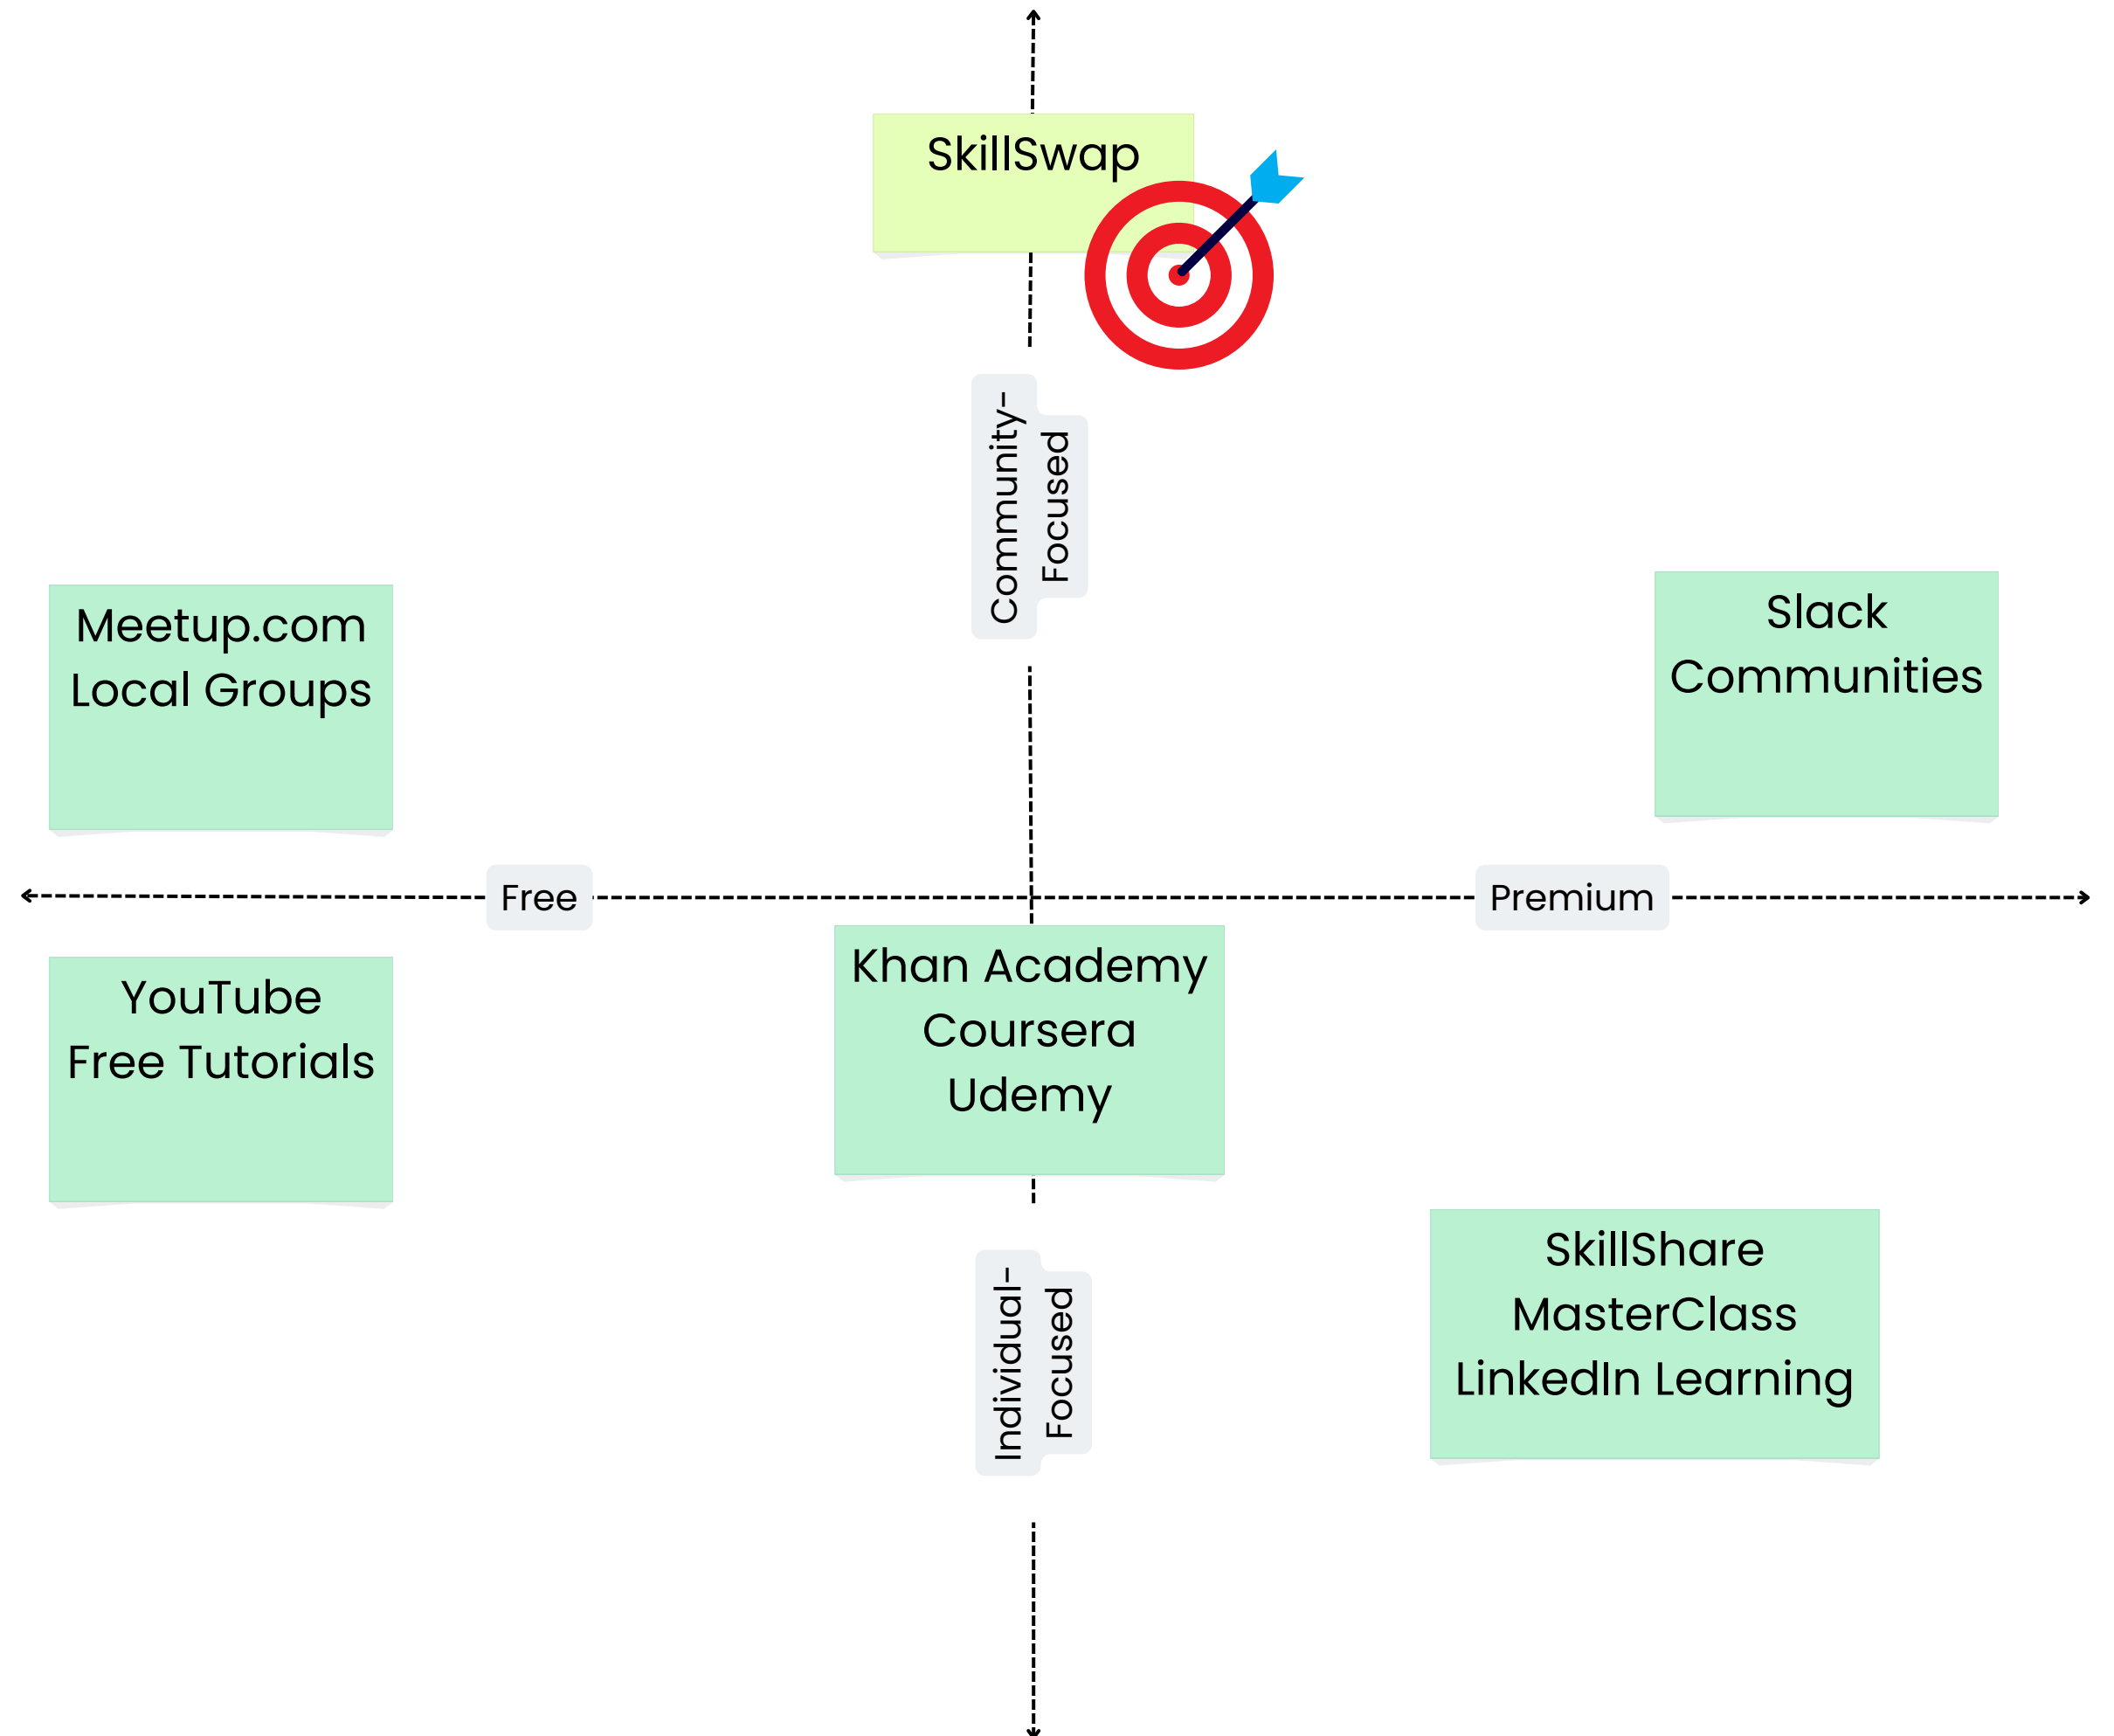 SkillSwap
Community-
Focused
Meetup.com
Local Groups
Slack
Communities
Free
Premium
YouTube
Free Tutorials
Khan Academy
Coursera
Udemy
SkillShare
MasterClass
LinkedIn Learning
Individual-
Focused